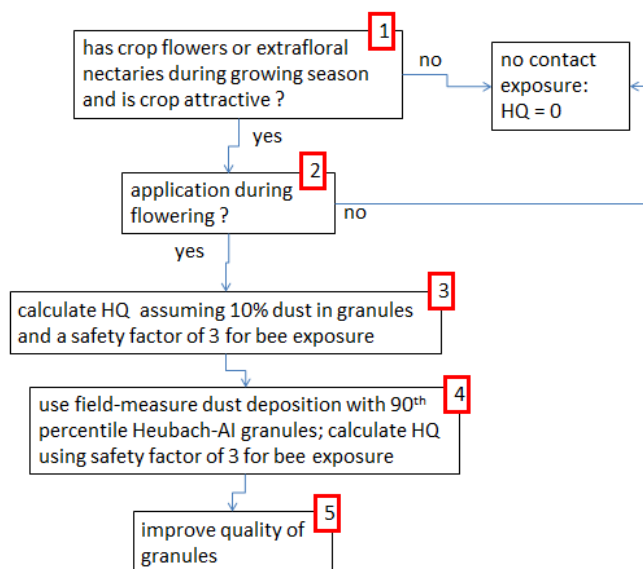 1
has crop flowers or extrafloral
nectaries during growing season
and is crop attractive ?
no
no contact
exposure:
HQ = 0
yes
2
application during
flowering ?
no
yes
3
calculate HQ assuming 10% dust in granules
and a safety factor of 3 for bee exposure
4
use field-measure dust deposition with 90th
percentile Heubach-AI granules; calculate HQ
using safety factor of 3 for bee exposure
5
improve quality of
granules